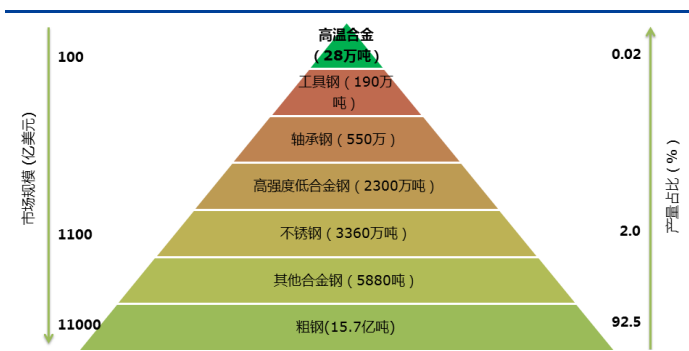 高温合金
（28万吨）
100
0.02
工具钢（190万
吨）
轴承钢（550万）
市场规模 (亿美元)
产量占比（%）
高强度低合金钢（2300万吨）
1100
不锈钢（3360万吨）
2.0
其他合金钢（5880吨）
11000
粗钢(15.7亿吨)
92.5